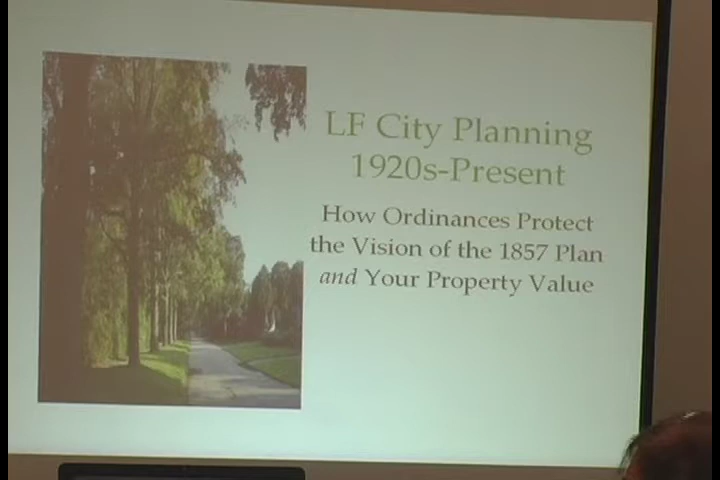 LF City Planning
1920s-Present
How Ordinances Protect
the Vision of the 1857 Plan
and Your Property Value